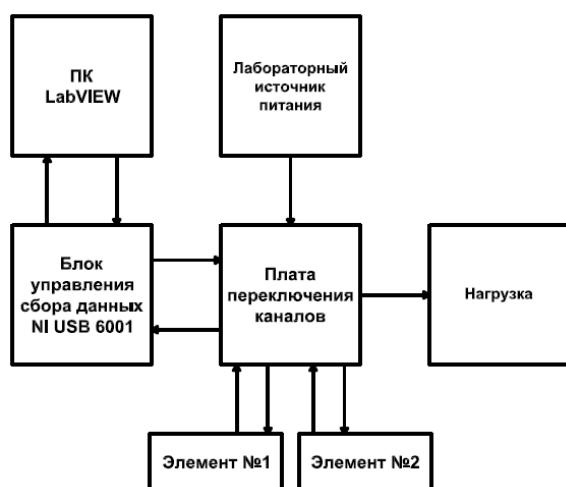 ПК
LabVIEW
Лабораторный
источник
питания
Блок
управления
сбора данных
NI USB 6001
Плата
переключения
каналов
Нагрузка
Элемент №1
Элемент №2